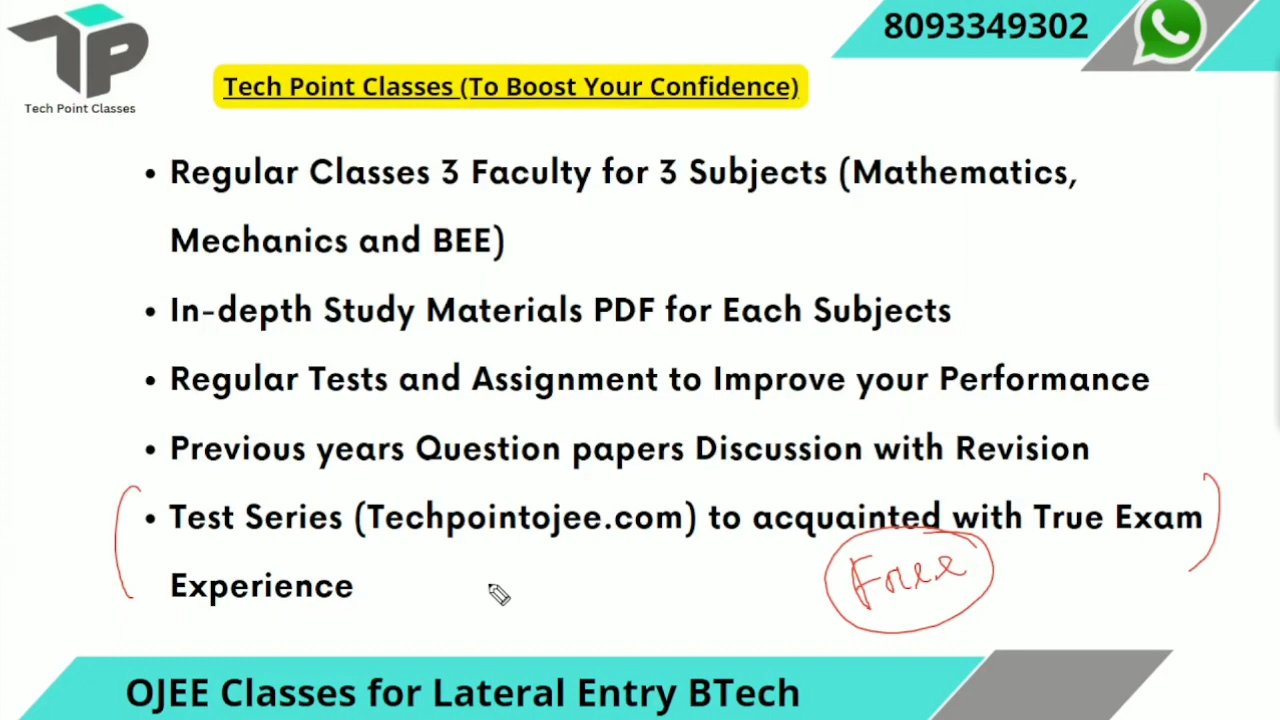 8093349302
Tech Point Classes
Tech Point Classes (To Boost Your Confidence)
• Regular Classes 3 Faculty for 3 Subjects (Mathematics,
Mechanics and BEE)
• In-depth Study Materials PDF for Each Subjects
• Regular Tests and Assignment to Improve your Performance
• Previous years Question papers Discussion with Revision
• Test Series (Techpointojee.com) to acquainted with True Exam
Experience
Free
OJEE Classes for Lateral Entry BTech